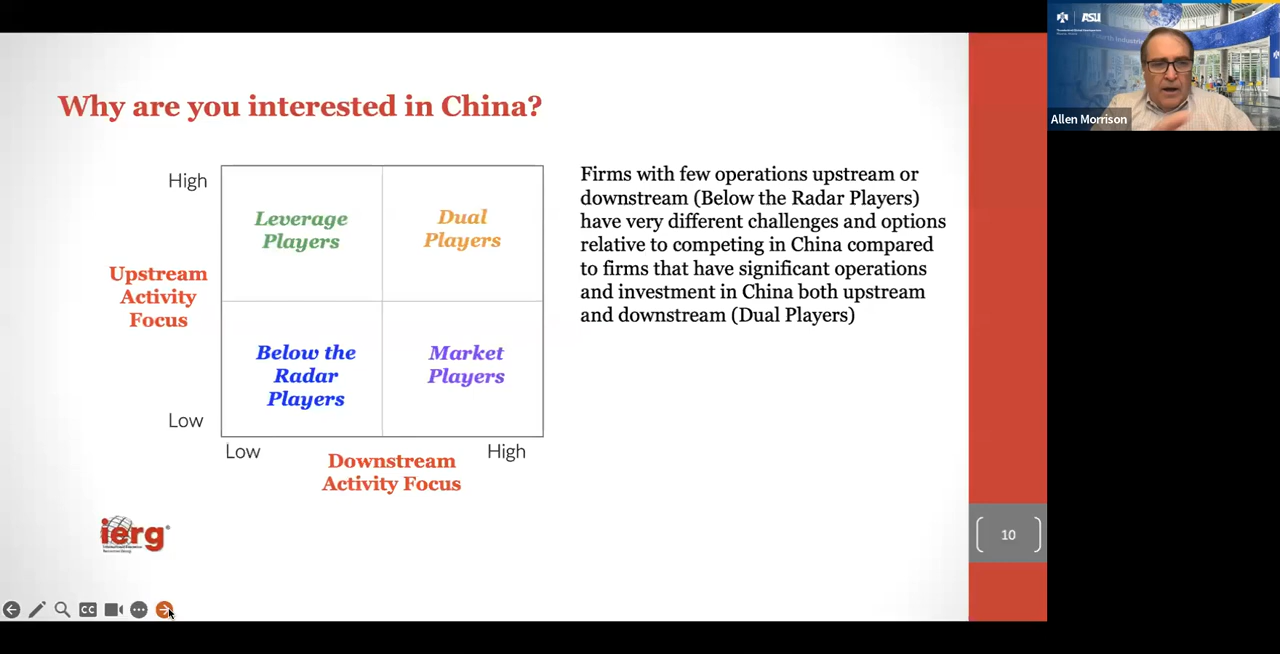 Why are you interested in China?
High
Leverage
Players
Dual
Players
Upstream
Activity
Focus
Below the
Radar
Players
Market
Players
Low
Low
High
Downstream
Activity Focus
Firms with few operations upstream or
downstream (Below the Radar Players)
have very different challenges and options
relative to competing in China compared
to firms that have significant operations
and investment in China both upstream
and downstream (Dual Players)
ierg®
10
CC
ASU
Allen Morrison